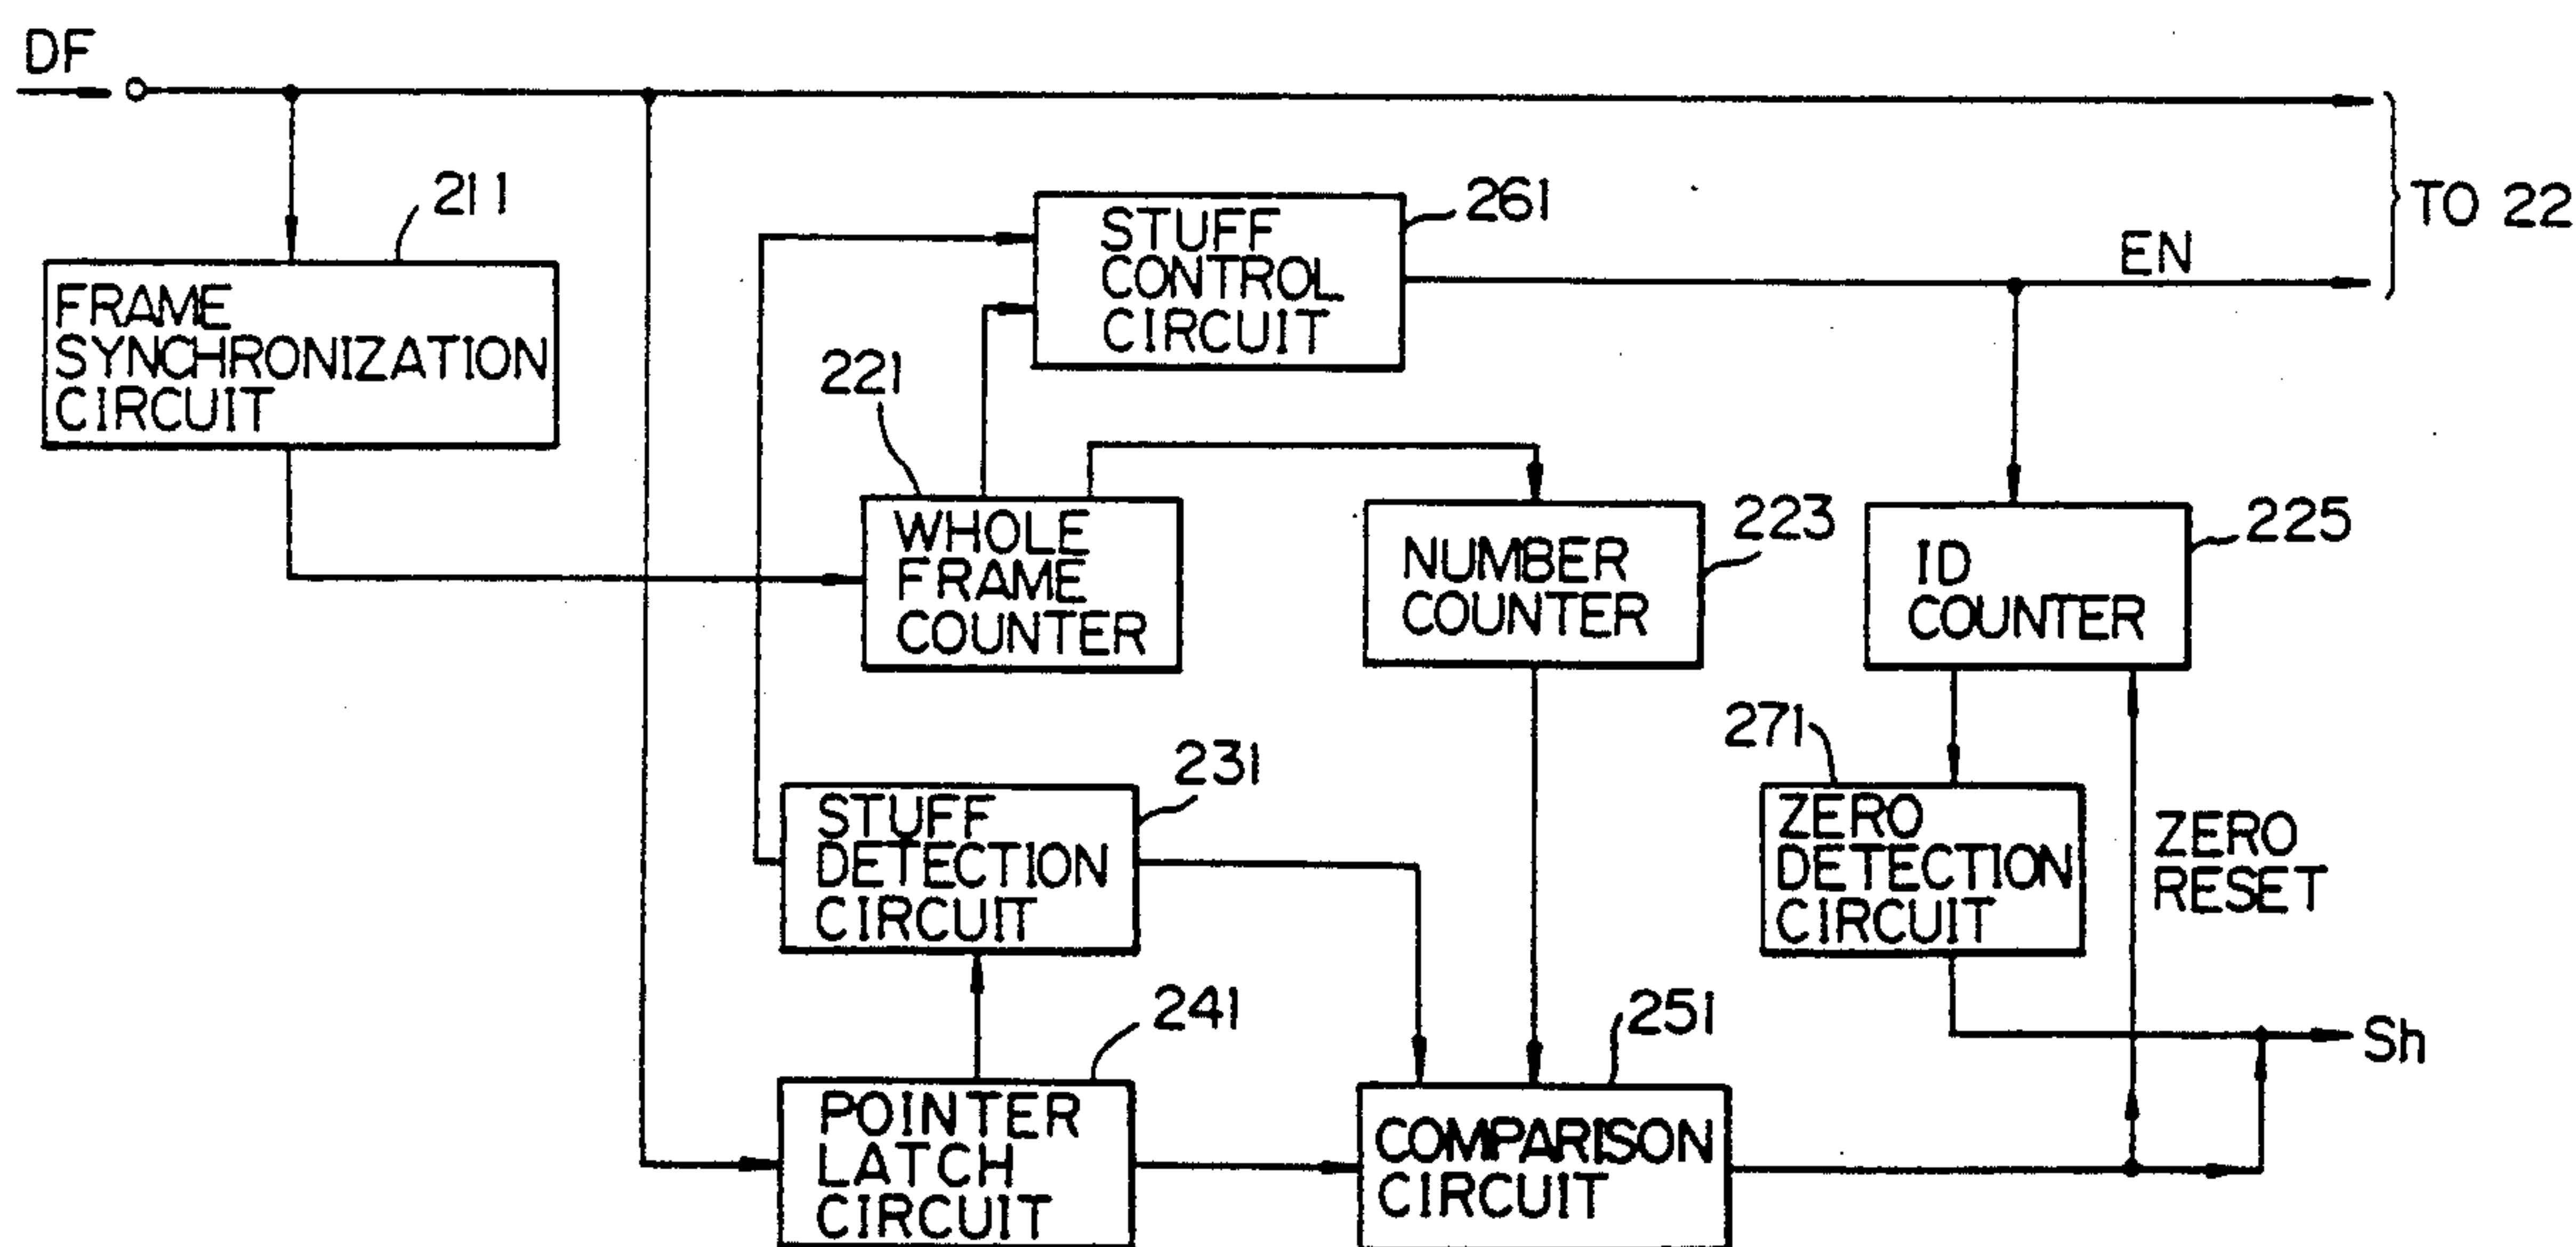 DF
211
261
TO 22
STUFF
CONTROL
CIRCUIT
EN
FRAME
SYNCHRONIZATION
CIRCUIT
221
223
225
WHOLE
FRAME
COUNTER
NUMBER
COUNTER
ID
COUNTER
231
271
STUFF
DETECTION
CIRCUIT
ZERO
DETECTION
CIRCUIT
ZERO
RESET
241
251
Sh
POINTER
LATCH
CIRCUIT
COMPARISON
CIRCUIT